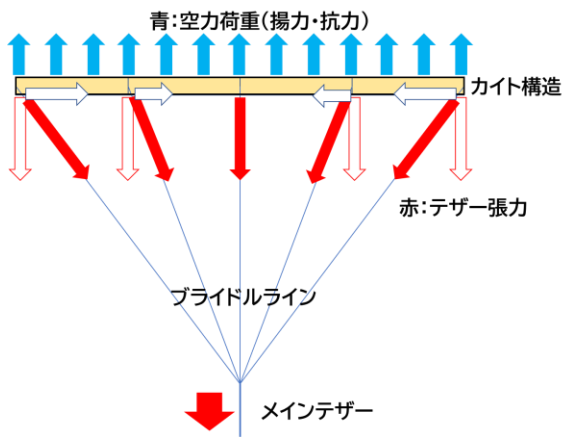 青：空力荷重(揚力・抗力)
カイト構造
赤：テザー張力
ブライドルライン
メインテザー